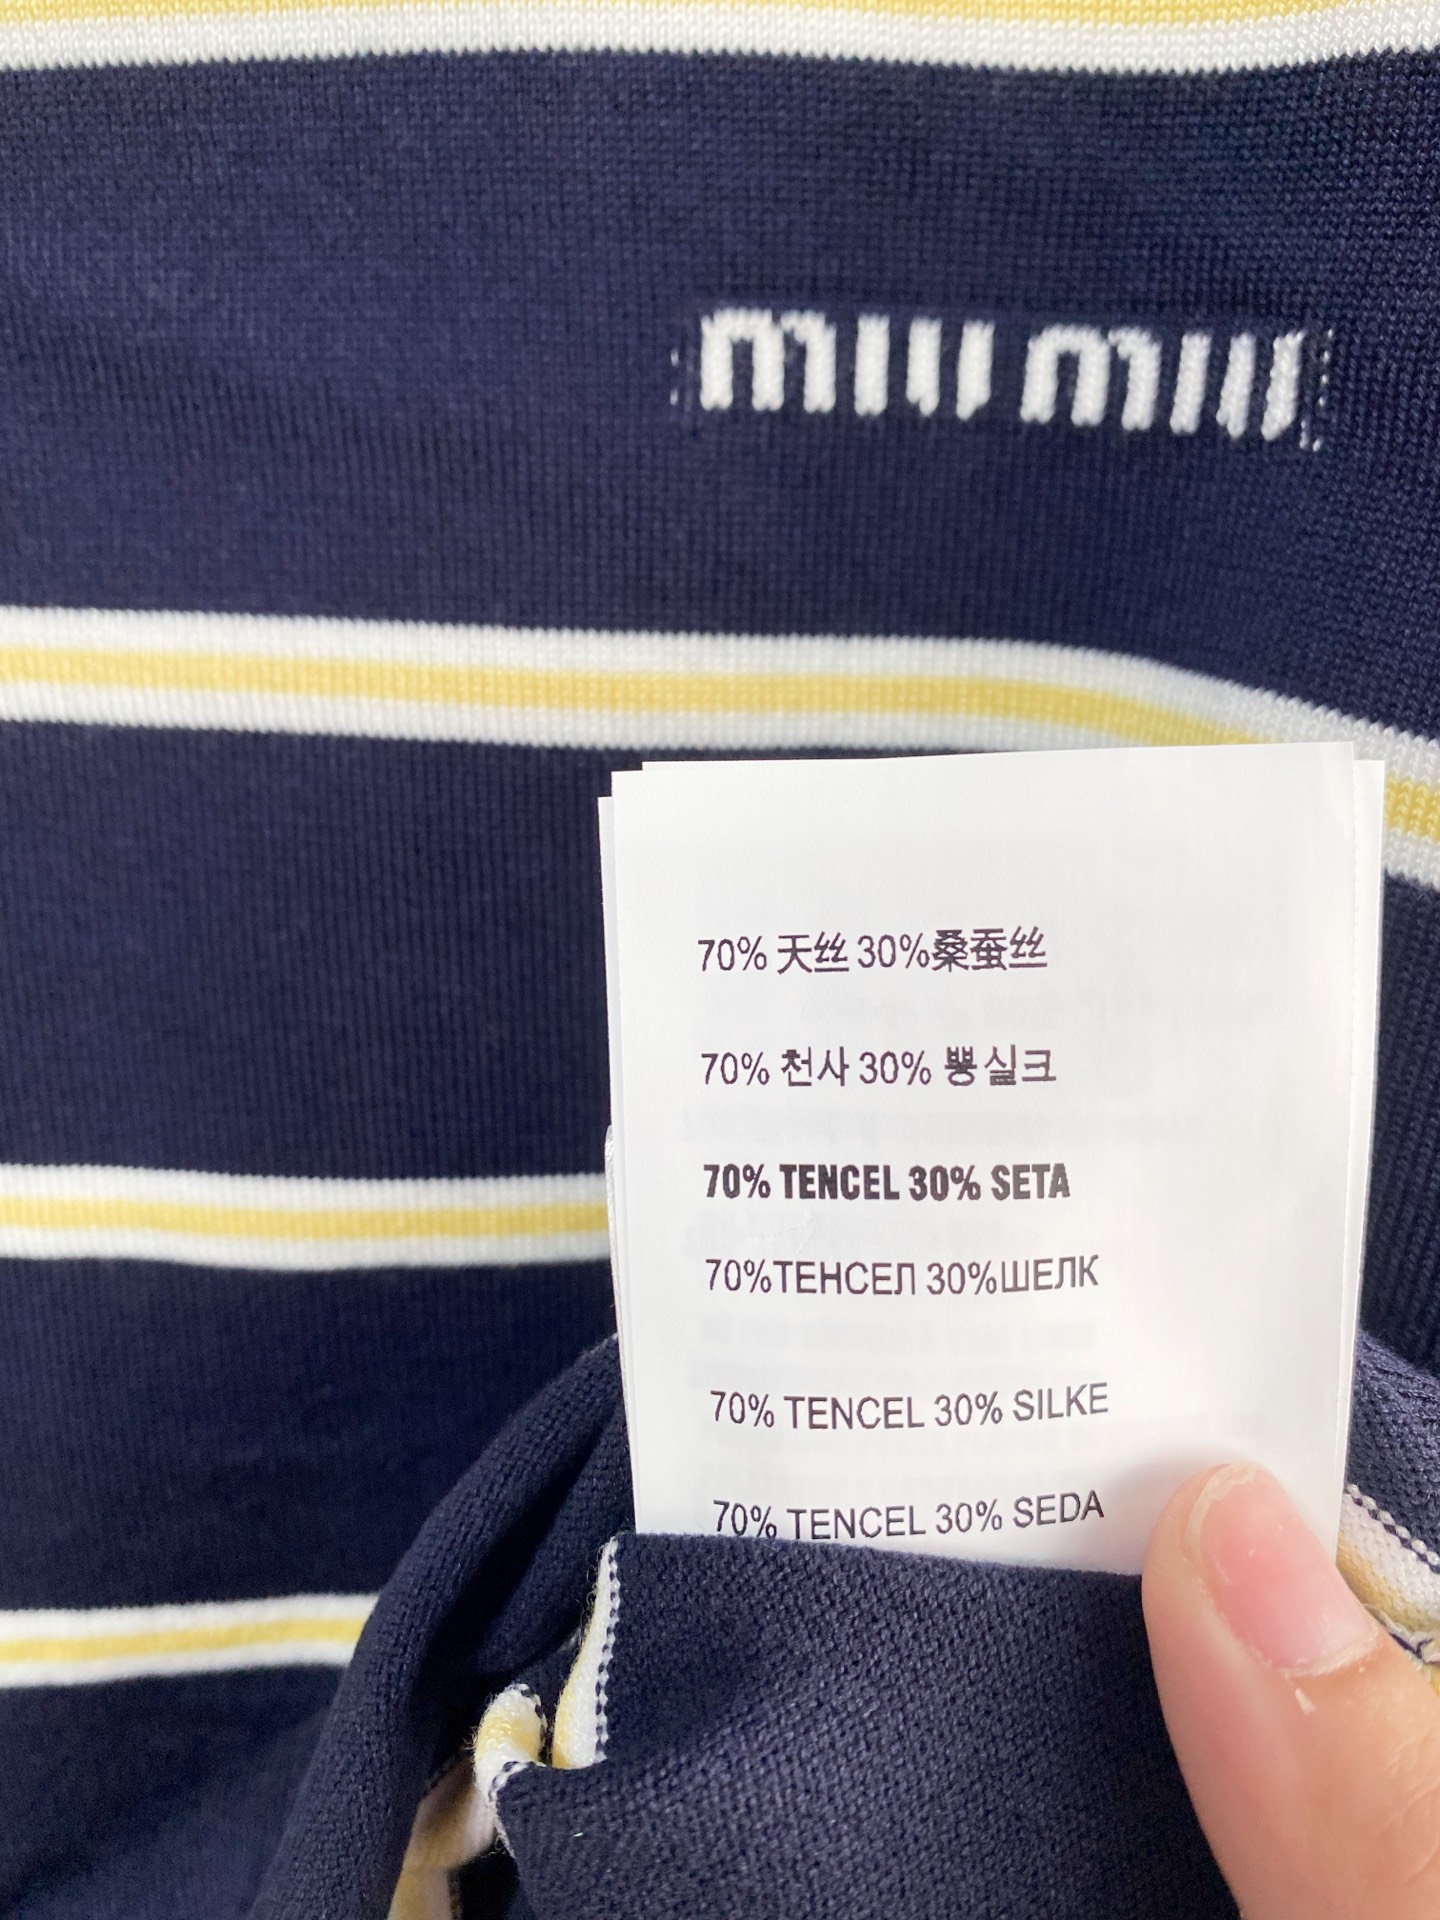 miu miu
70% 天丝 30%桑蚕丝
70% 천사 30% 뽕 실크
70% TENCEL 30% SETA
70%ТЕНСЕЛ 30%ШЕЛК
70% TENCEL 30% SILKE
70% TENCEL 30% SEDA